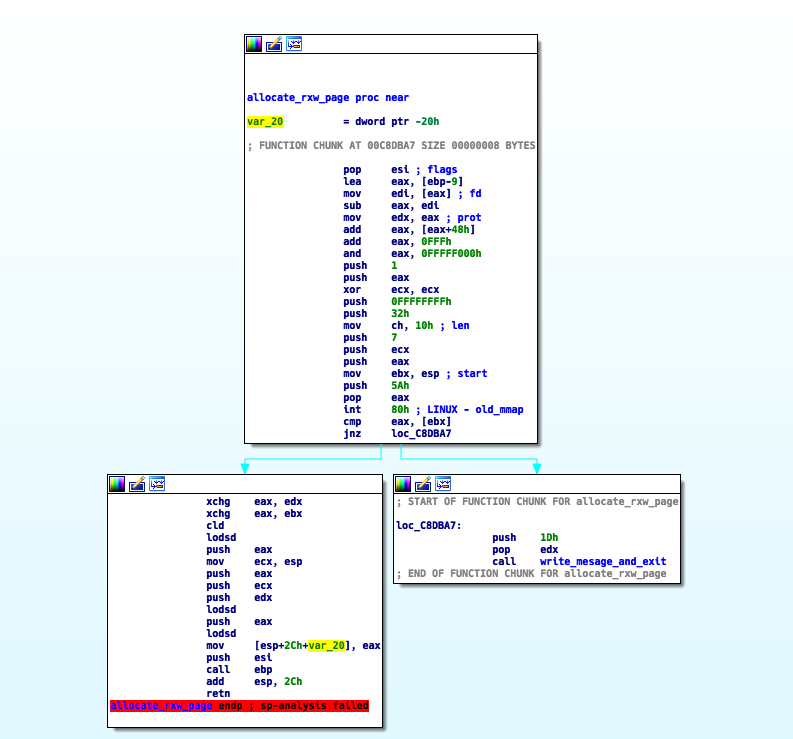 allocate_rxw_page proc near
var_20 = dword ptr -20h
; FUNCTION CHUNK AT 00C8DBA7 SIZE 00000008 BYTES
pop esi ; flags
lea eax, [ebp-9]
mov edi, [eax] ; fd
sub eax, edi
mov edx, eax ; prot
add eax, [eax+48h]
add eax, 0FFFh
and eax, 0FFFFF000h
push 1
push eax
xor ecx, ecx
push 0FFFFFFFFh
push 32h
mov ch, 10h ; len
push 7
push ecx
push eax
mov ebx, esp ; start
push 5Ah
pop eax
int 80h ; LINUX - old_mmap
cmp eax, [ebx]
jnz loc_C8DBA7
xchg eax, edx
xchg eax, ebx
cld
lodsd
push eax
mov ecx, esp
push eax
push ecx
push edx
lodsd
push eax
lodsd
mov [esp+2Ch+var_20], eax
push esi
call ebp
add esp, 2Ch
retn
allocate_rxw_page endp ; sp-analysis failed
; START OF FUNCTION CHUNK FOR allocate_rxw_page
loc_C8DBA7:
push 1Dh
pop edx
call write_mesage_and_exit
; END OF FUNCTION CHUNK FOR allocate_rxw_page